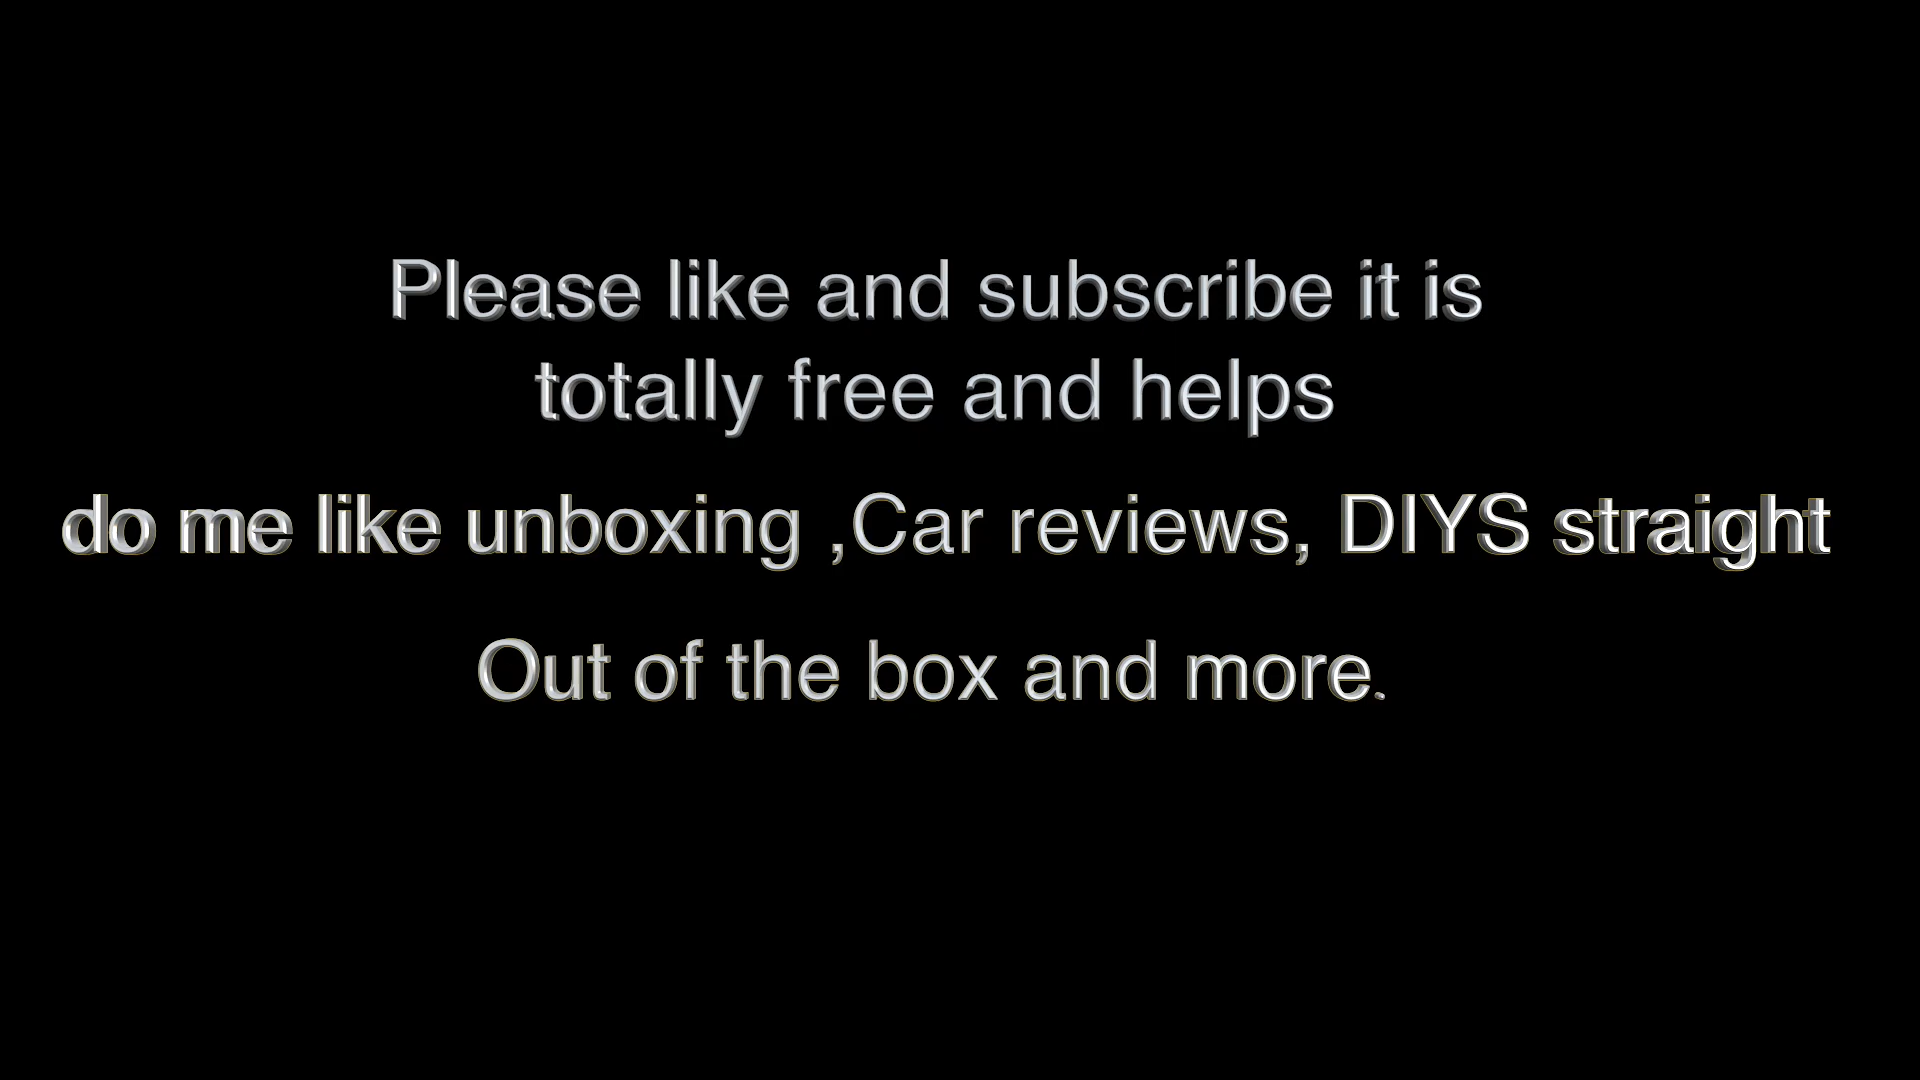 Please like and subscribe it is
totally free and helps
do me like unboxing ,Car reviews, DIYS straight
Out of the box and more.